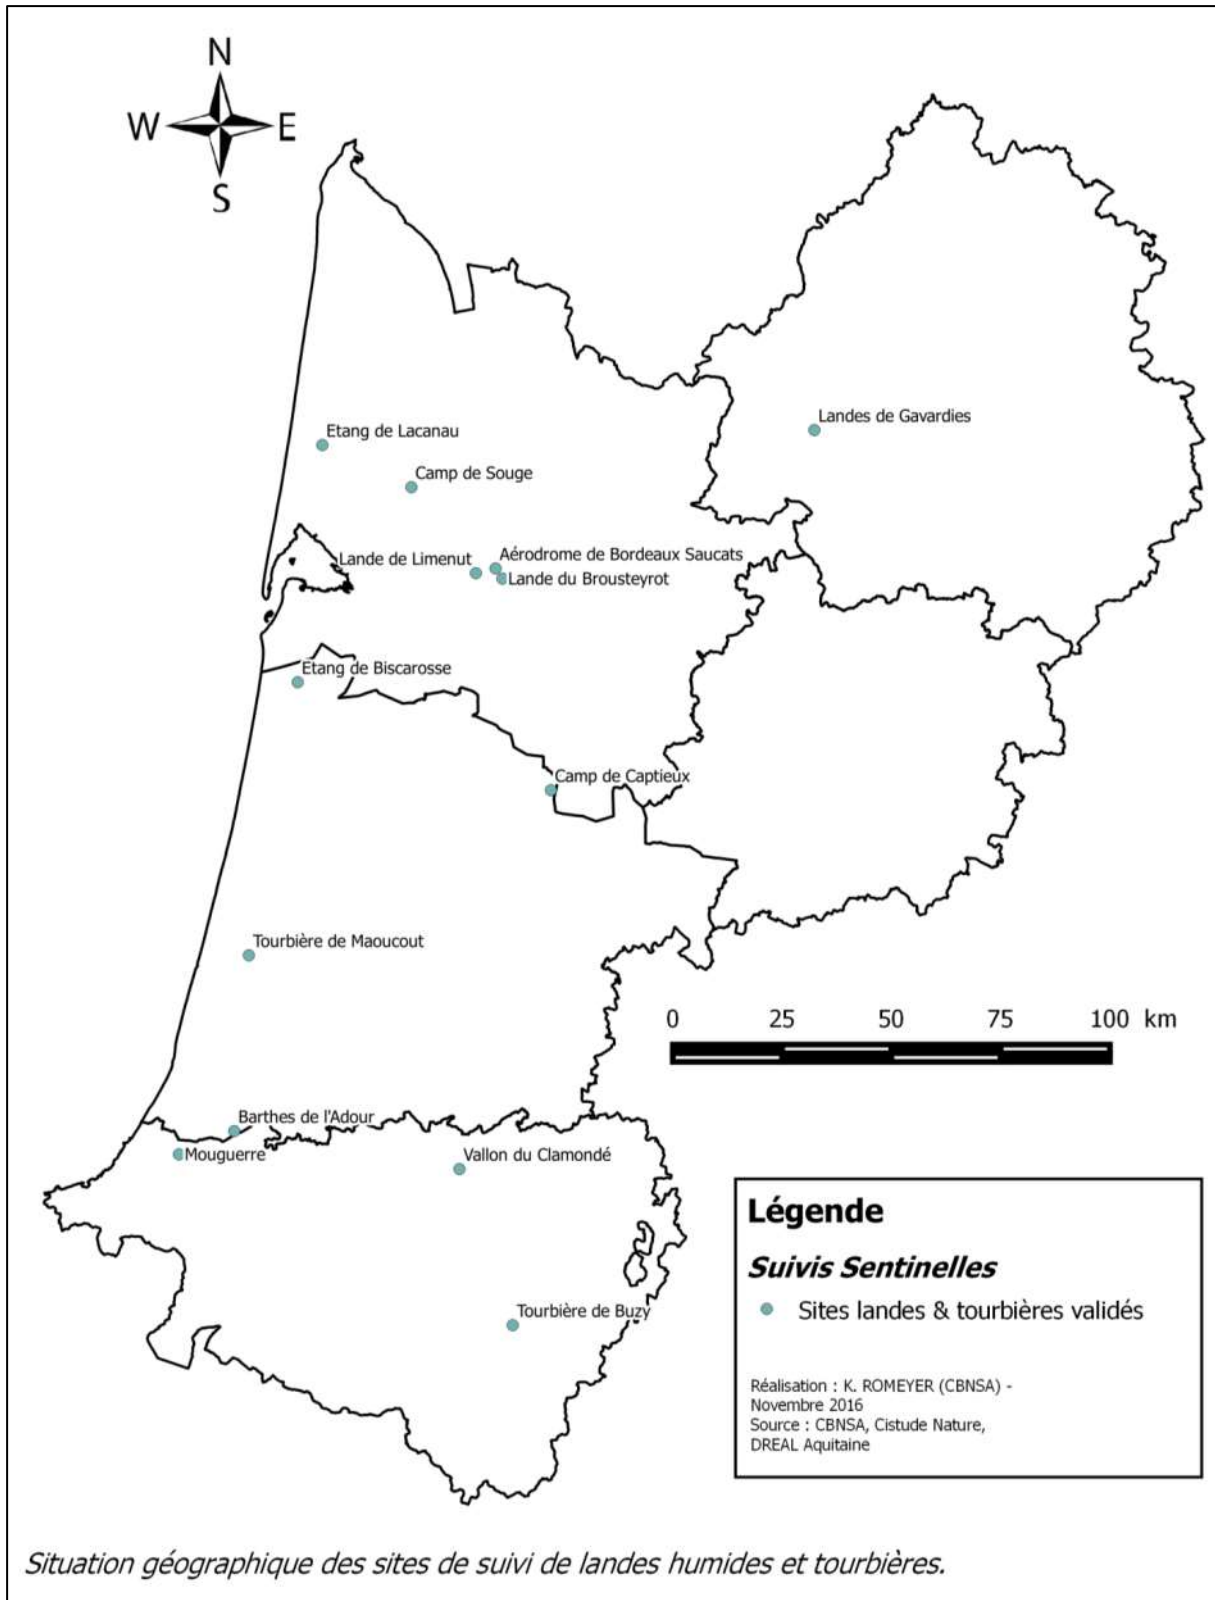 N
W E
S
Landes de Gavardies
Etang de Lacanau
Camp de Souge
Aérodrome de Bordeaux Saucats
Lande de Limenut
Lande du Brousteyrot
Etang de Biscarosse
Camp de Captieux
Tourbière de Maoucout
0 25 50 75 100 km
Barthes de l'Adour
Mouguerre
Vallon du Clamondé
Tourbière de Buzy
Légende
Suivis Sentinelles
Sites landes & tourbières validés
Réalisation : K. ROMEYER (CBNSA) -
Novembre 2016
Source : CBNSA, Cistude Nature,
DREAL Aquitaine
Situation géographique des sites de suivi de landes humides et tourbières.